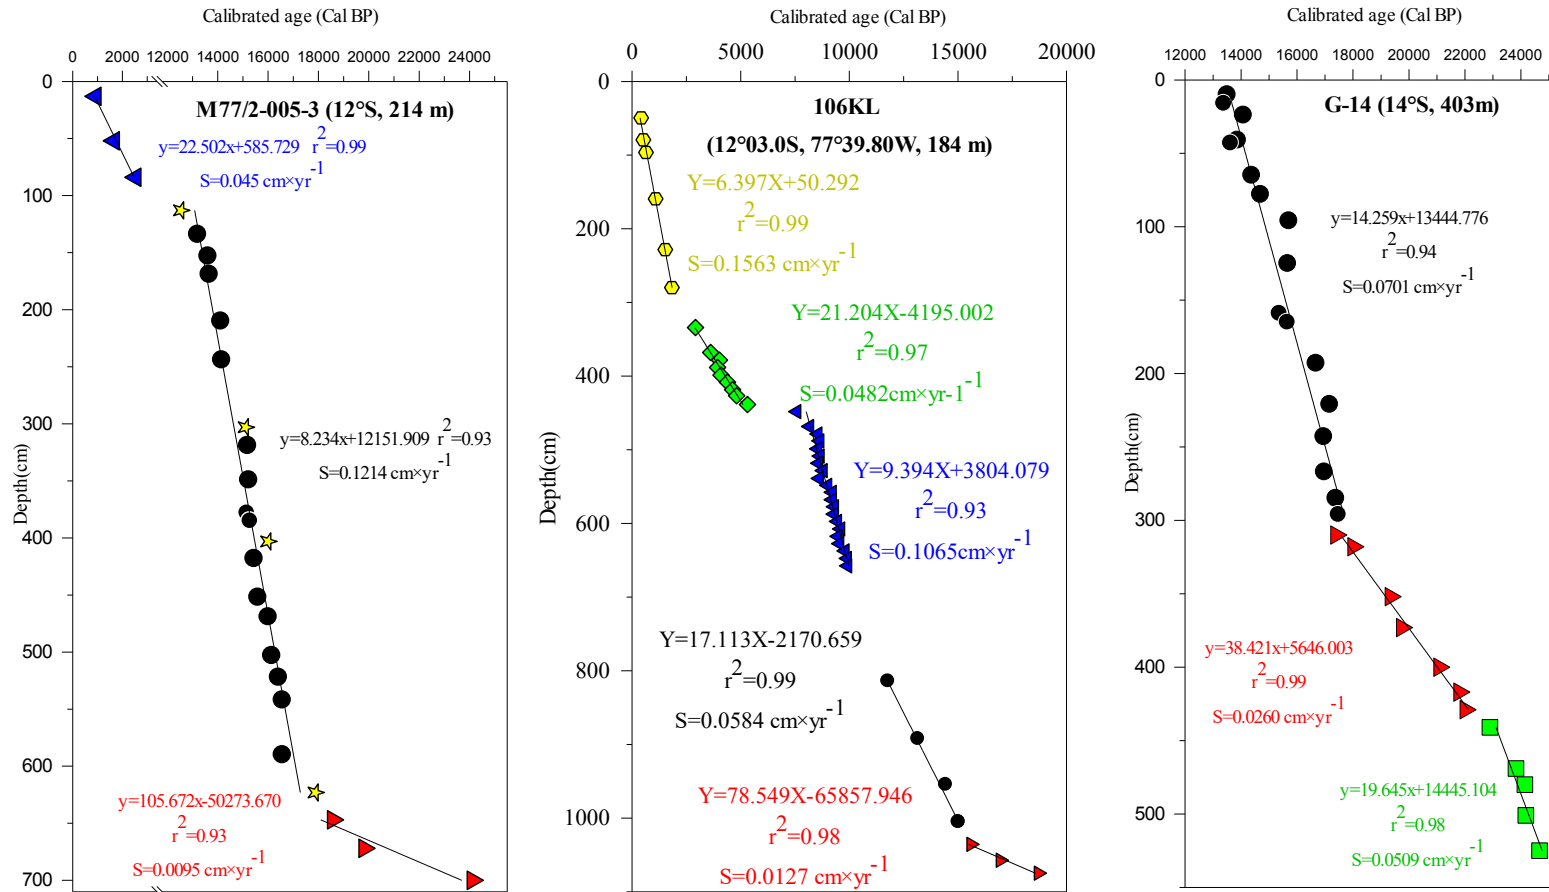 Calibrated age (Cal BP)
0 2000 12000 14000 16000 18000 20000 24000
0
100
200
300
400
500
600
700
Depth(cm)
M77/2-005-3 (12°S, 214 m)
y=22.502x+585.729 r2=0.99
S=0.045 cm×yr-1
y=8.234x+12151.909 r2=0.93
S=0.1214 cm×yr-1
y=105.672x-50273.670
r2=0.93
S=0.0095 cm×yr-1
Calibrated age (Cal BP)
0 5000 10000 15000 20000
0
200
400
600
800
1000
Depth(cm)
106KL
(12°03.0S, 77°39.80W, 184 m)
Y=6.397X+50.292
r2=0.99
S=0.1563 cm×yr-1
Y=21.204X-4195.002
r2=0.97
S=0.0482cm×yr-1-1
Y=9.394X+3804.079
r2=0.93
S=0.1065cm×yr-1
Y=17.113X-2170.659
r2=0.99
S=0.0584 cm×yr-1
Y=78.549X-65857.946
r2=0.98
S=0.0127 cm×yr-1
Calibrated age (Cal BP)
12000 14000 16000 18000 20000 22000 24000
0
100
200
300
400
500
Depth(cm)
G-14 (14°S, 403m)
y=14.259x+13444.776
r2=0.94
S=0.0701 cm×yr-1
y=38.421x+5646.003
r2=0.99
S=0.0260 cm×yr-1
y=19.645x+14445.104
r2=0.98
S=0.0509 cm×yr-1